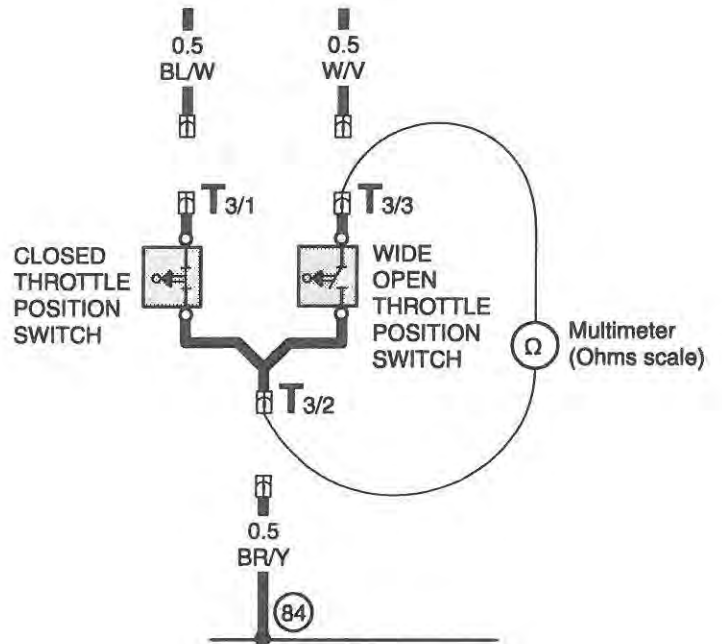 0.5
BL/W
0.5
W/V
T3/1
T3/3
CLOSED
THROTTLE
POSITION
SWITCH
WIDE
OPEN
THROTTLE
POSITION
SWITCH
Ω
Multimeter
(Ohms scale)
T3/2
0.5
BR/Y
84